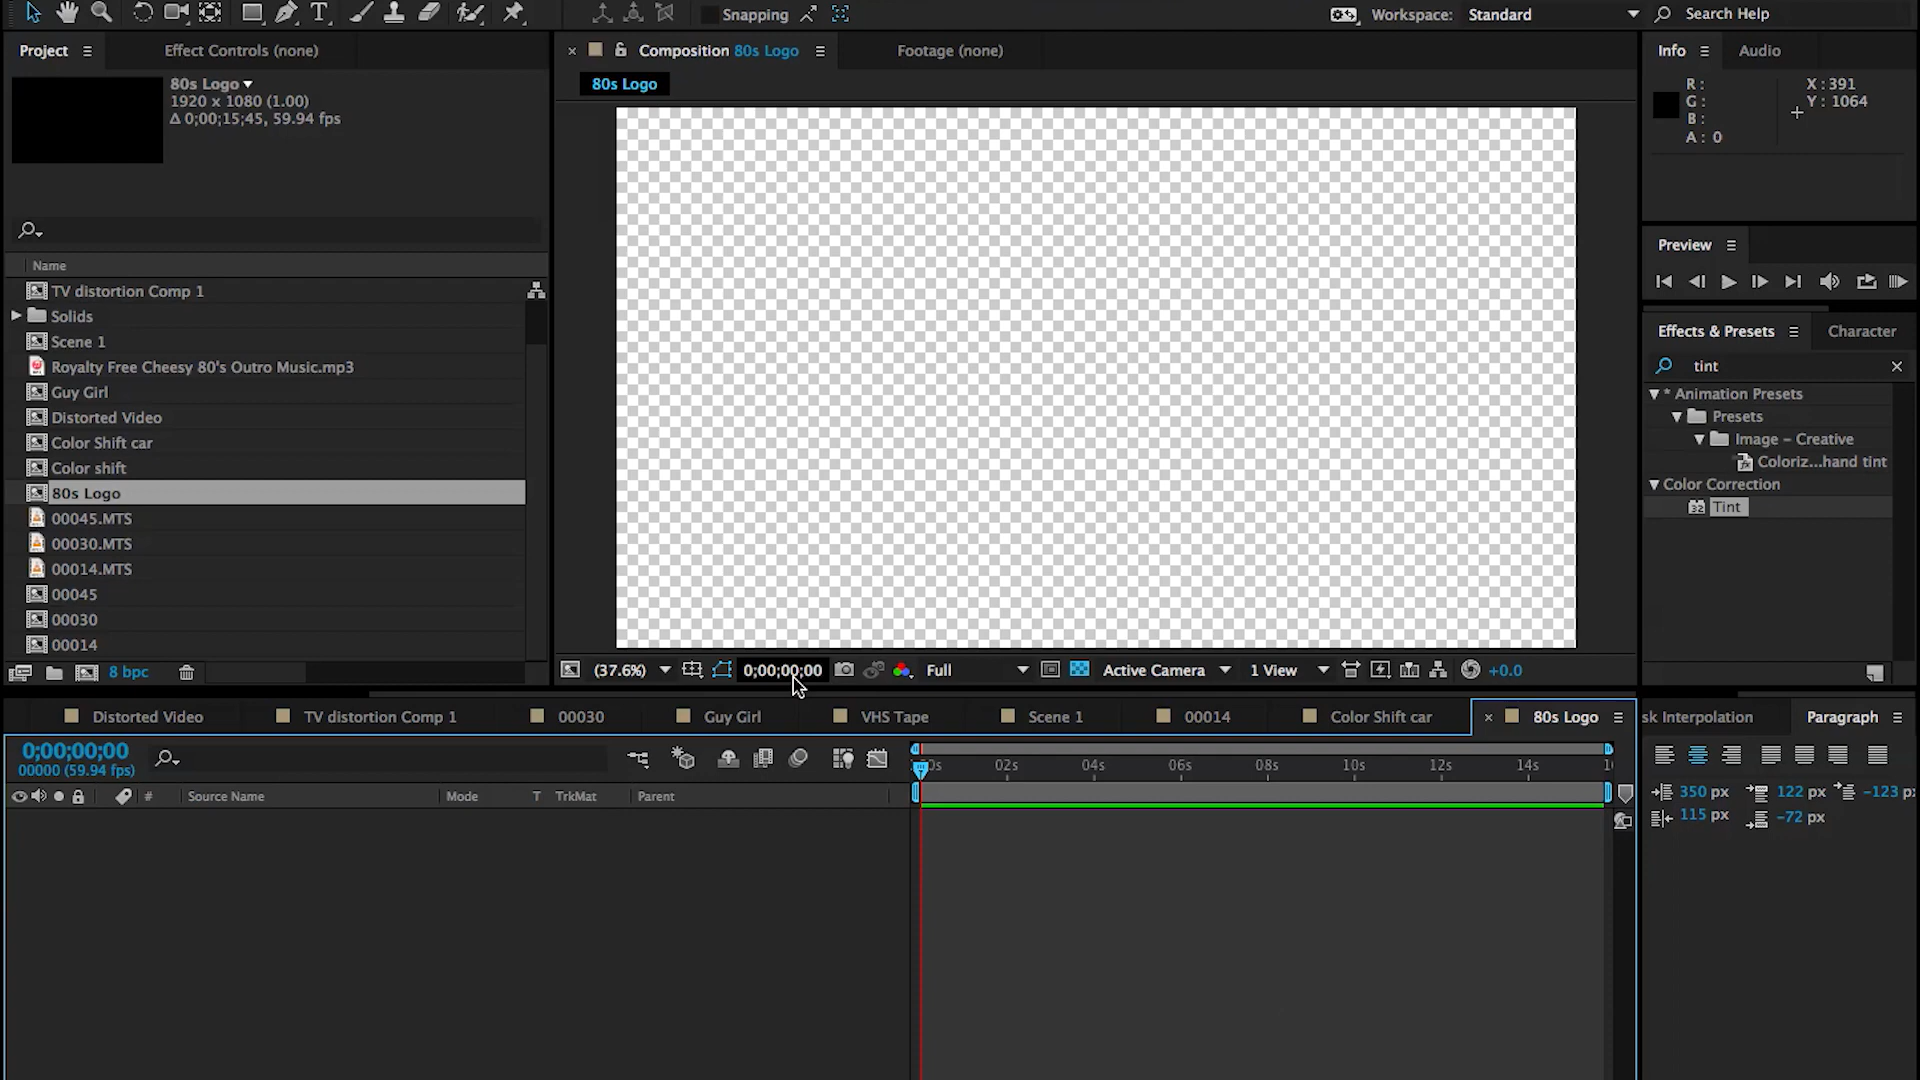 Snapping
Workspace: Standard
Search Help
Project
Effect Controls (none)
Composition 80s Logo
Footage (none)
Info
Audio
80s Logo
1920 x 1080 (1.00)
Δ 0;00;15;45, 59.94 fps
80s Logo
R :
G :
B :
A : 0
X : 391
Y : 1064
Name
TV distortion Comp 1
Solids
Scene 1
Royalty Free Cheesy 80's Outro Music.mp3
Guy Girl
Distorted Video
Color Shift car
Color shift
80s Logo
00045.MTS
00030.MTS
00014.MTS
00045
00030
00014
8 bpc
Preview
Effects & Presets
Character
tint
* Animation Presets
Presets
Image – Creative
Coloriz...hand tint
Color Correction
32
Tint
(37.6%)
0;00;00;00
Full
Active Camera
1 View
+0.0
Distorted Video
TV distortion Comp 1
00030
Guy Girl
VHS Tape
Scene 1
00014
Color Shift car
80s Logo
sk Interpolation
Paragraph
0;00;00;00
00000 (59.94 fps)
0s 02s 04s 06s 08s 10s 12s 14s 1
# Source Name Mode T TrkMat Parent
350 px
122 px
-123 p
115 px
-72 px